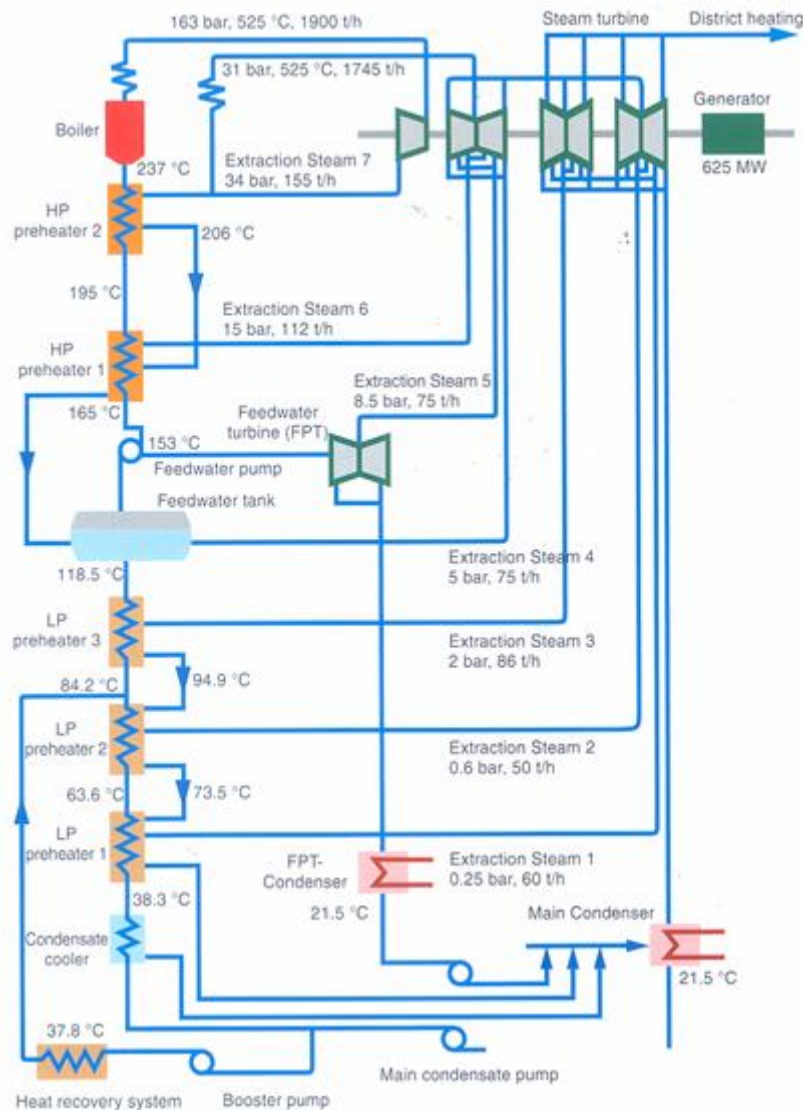 163 bar, 525 °C, 1900 t/h
Steam turbine
District heating
31 bar, 525 °C, 1745 t/h
Generator
Boiler
625 MW
237 °C
Extraction Steam 7
34 bar, 155 t/h
HP
preheater 2
206 °C
195 °C
Extraction Steam 6
15 bar, 112 t/h
HP
preheater 1
Extraction Steam 5
8.5 bar, 75 t/h
165 °C
Feedwater
turbine (FPT)
153 °C
Feedwater pump
Feedwater tank
Extraction Steam 4
5 bar, 75 t/h
118.5 °C
LP
preheater 3
Extraction Steam 3
2 bar, 86 t/h
94.9 °C
84.2 °C
LP
preheater 2
Extraction Steam 2
0.6 bar, 50 t/h
73.5 °C
63.6 °C
LP
preheater 1
FPT-
Condenser
Extraction Steam 1
0.25 bar, 60 t/h
38.3 °C
21.5 °C
Main Condenser
Condensate
cooler
21.5 °C
37.8 °C
Main condensate pump
Heat recovery system
Booster pump